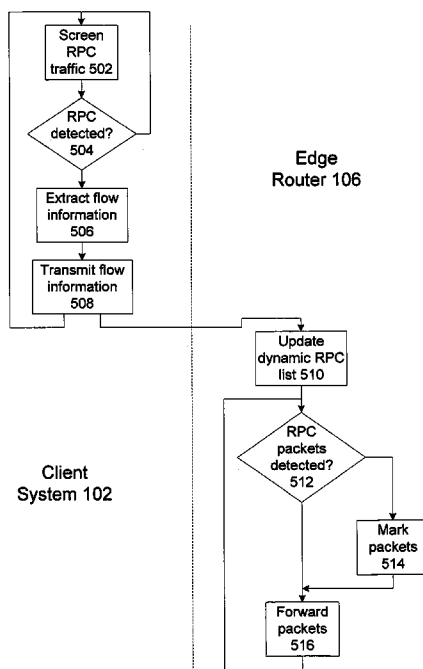 Screen
RPC
traffic 502
RPC
detected?
504
Edge
Router 106
Extract flow
information
506
Transmit flow
information
508
Update
dynamic RPC
list 510
RPC
packets
detected?
512
Client
System 102
Mark
packets
514
Forward
packets
516